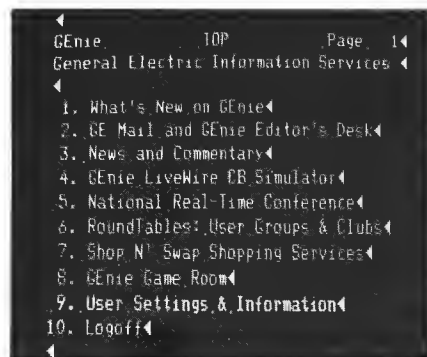 GEnie TOP Page 1
General Electric Information Services
1. What's New on GEnie
2. GE Mail and GEnie Editor's Desk
3. News and Commentary
4. GEnie LiveWire CB Simulator
5. National Real-Time Conference
6. RoundTables: User Groups & Clubs
7. Shop N' Swap Shopping Services
8. GEnie Game Room
9. User Settings & Information
10. Logoff